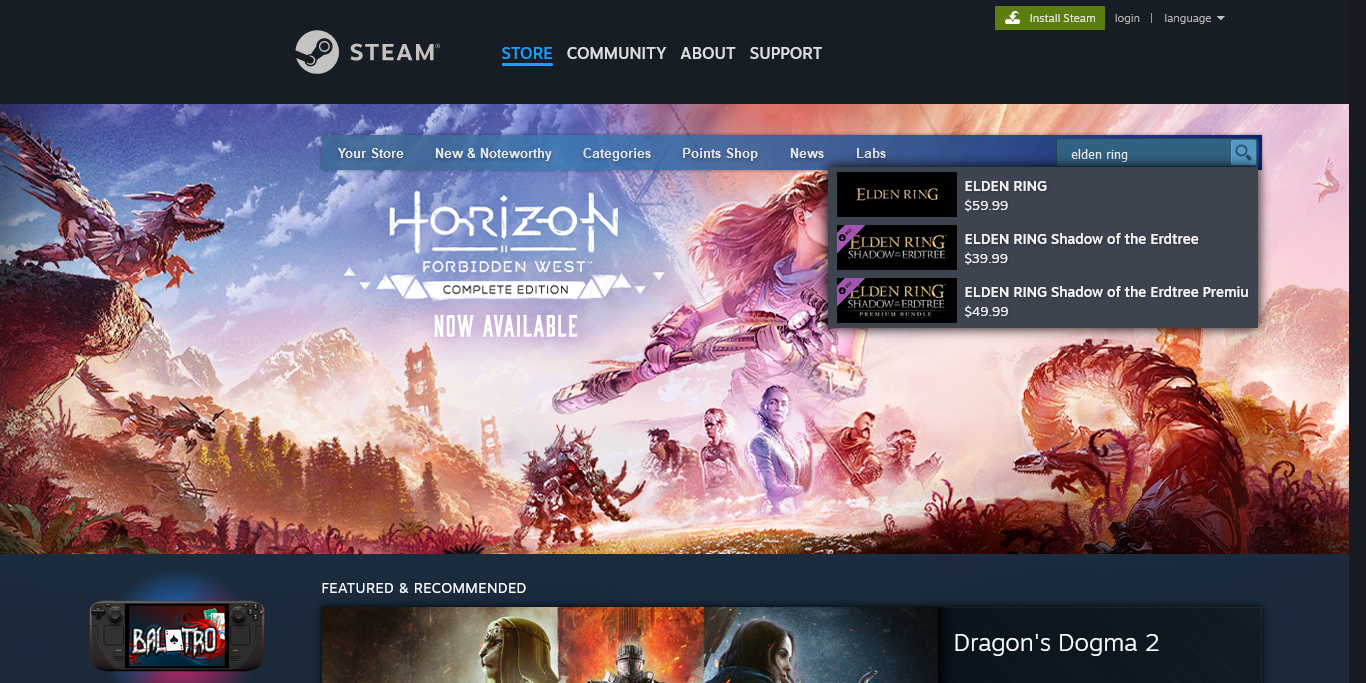 Install Steam
login | language
STEAM®
STORE COMMUNITY ABOUT SUPPORT
Your Store New & Noteworthy Categories Points Shop News Labs
elden ring
ELDEN RING
ELDEN RING
$59.99
ELDEN RING
SHADOW OF THE ERDTREE
ELDEN RING Shadow of the Erdtree
$39.99
ELDEN RING
SHADOW OF THE ERDTREE
PREMIUM BUNDLE
ELDEN RING Shadow of the Erdtree Premiu
$49.99
HORIZON
II
FORBIDDEN WEST™
COMPLETE EDITION
NOW AVAILABLE
FEATURED & RECOMMENDED
BALATRO
Dragon's Dogma 2